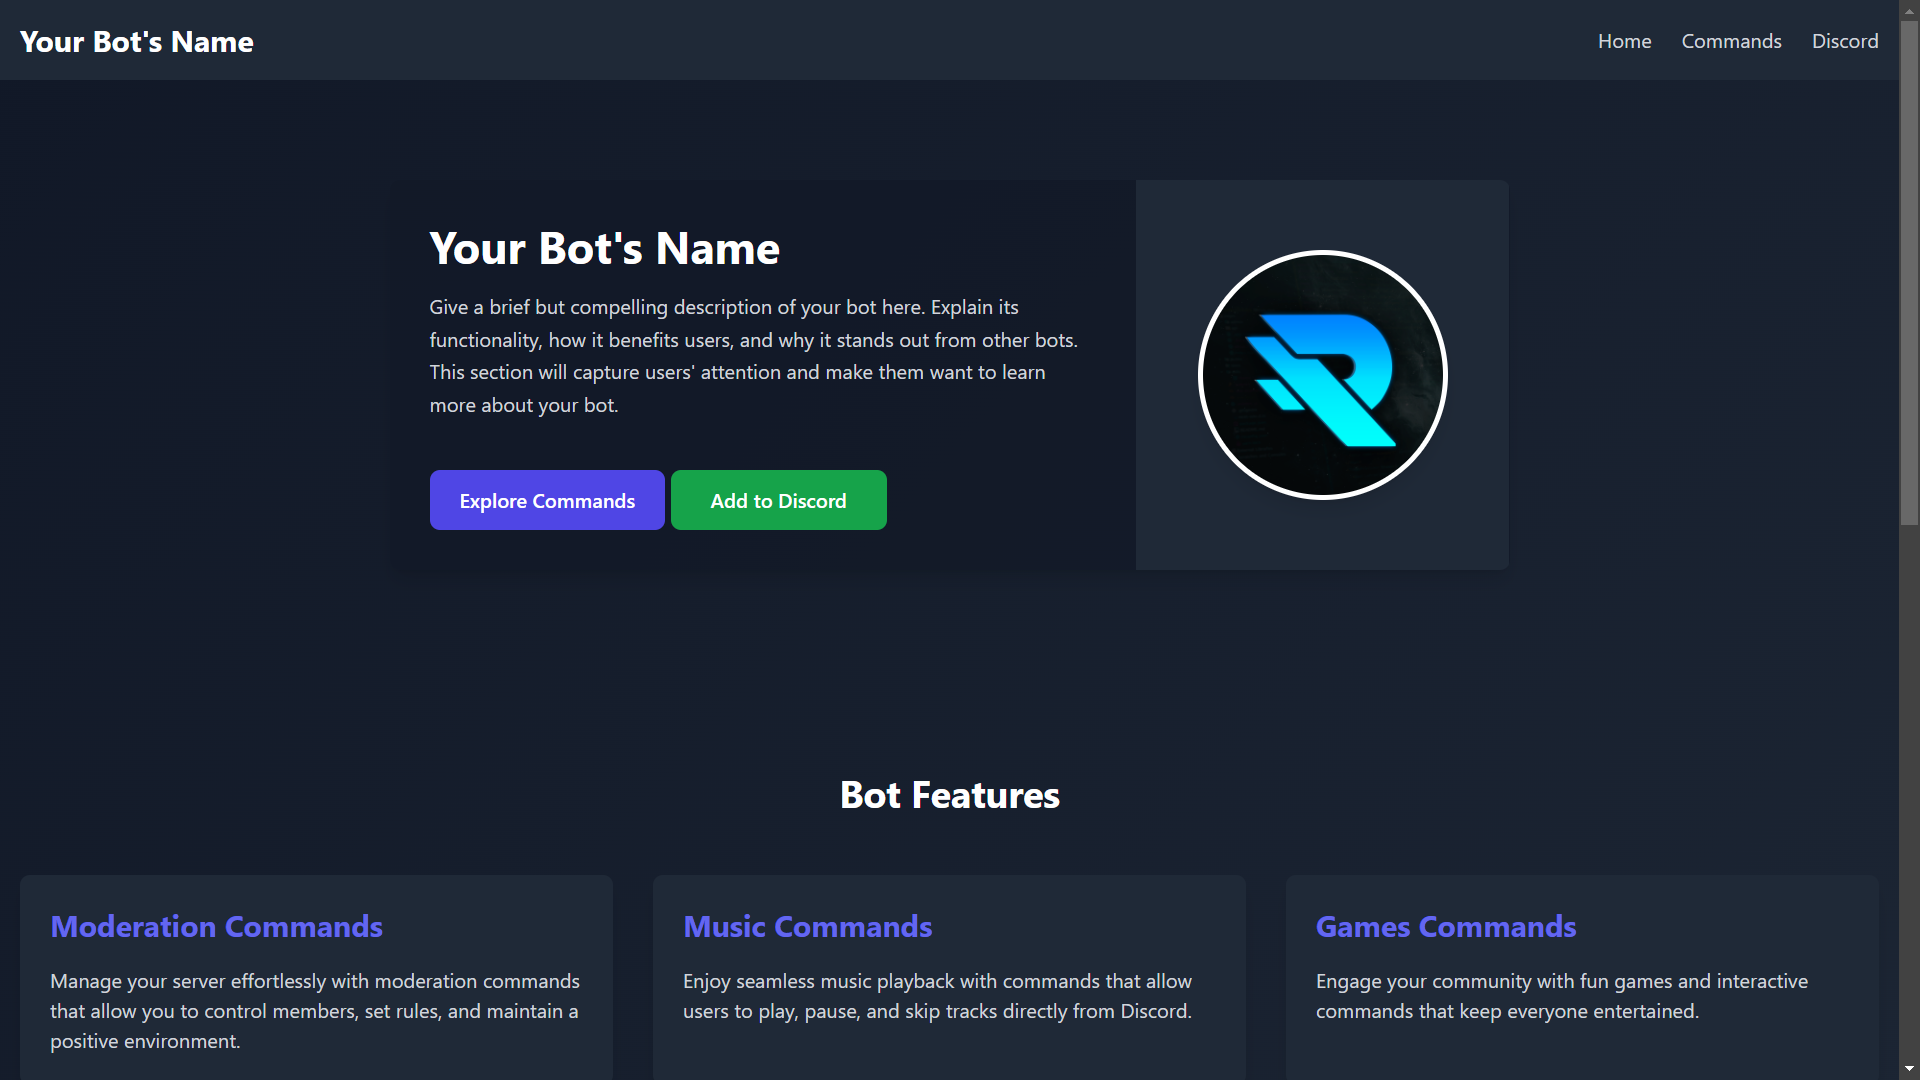 Your Bot's Name
Home
Commands
Discord
Your Bot's Name
Give a brief but compelling description of your bot here. Explain its
functionality, how it benefits users, and why it stands out from other bots.
This section will capture users' attention and make them want to learn
more about your bot.
Explore Commands
Add to Discord
Bot Features
Moderation Commands
Manage your server effortlessly with moderation commands
that allow you to control members, set rules, and maintain a
positive environment.
Music Commands
Enjoy seamless music playback with commands that allow
users to play, pause, and skip tracks directly from Discord.
Games Commands
Engage your community with fun games and interactive
commands that keep everyone entertained.